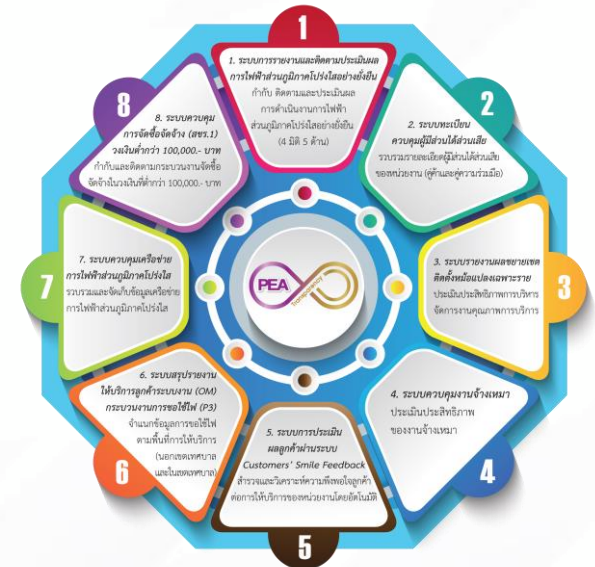 1
1. ระบบการรายงานและติดตามประเมินผล
การไฟฟ้าส่วนภูมิภาคโปร่งใสอย่างยั่งยืน
กำกับ ติดตามและประเมินผล
การดำเนินงานการไฟฟ้า
ส่วนภูมิภาคโปร่งใสอย่างยั่งยืน
(4 มิติ 5 ด้าน)
2
2. ระบบทะเบียน
ควบคุมผู้มีส่วนได้ส่วนเสีย
รวบรวมรายละเอียดผู้มีส่วนได้ส่วนเสีย
ของหน่วยงาน (คู่ค้าและคู่ความร่วมมือ)
3
3. ระบบรายงานผลขยายเขต
ติดตั้งหม้อแปลงเฉพาะราย
ประเมินประสิทธิภาพการบริหาร
จัดการงานคุณภาพการบริการ
4
4. ระบบควบคุมงานจ้างเหมา
ประเมินประสิทธิภาพ
ของงานจ้างเหมา
5
5. ระบบการประเมิน
ผลลูกค้าผ่านระบบ
Customers' Smile Feedback
สำรวจและวิเคราะห์ความพึงพอใจลูกค้า
ต่อการให้บริการของหน่วยงานโดยอัตโนมัติ
6
6. ระบบสรุปรายงาน
ให้บริการลูกค้าระบบงาน (OM)
กระบวนงานการขอใช้ไฟ (P3)
จำแนกข้อมูลการขอใช้ไฟ
ตามพื้นที่การให้บริการ
(นอกเขตเทศบาล
และในเขตเทศบาล)
7
7. ระบบควบคุมเครือข่าย
การไฟฟ้าส่วนภูมิภาคโปร่งใส
รวบรวมและจัดเก็บข้อมูลเครือข่าย
การไฟฟ้าส่วนภูมิภาคโปร่งใส
8
8. ระบบควบคุม
การจัดซื้อจัดจ้าง (สขร.1)
วงเงินต่ำกว่า 100,000.- บาท
กำกับและติดตามกระบวนงานจัดซื้อ
จัดจ้างในวงเงินที่ต่ำกว่า 100,000.- บาท
PEA
Transparency